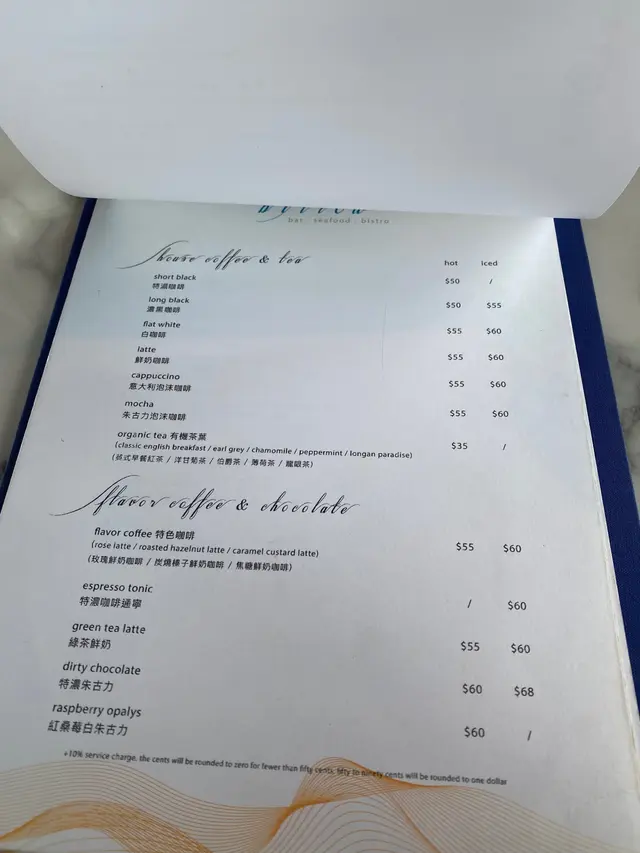 bar . seafood . bistro
house coffee & tea
hot iced
short black $50 /
特濃咖啡
long black $50 $55
濃黑咖啡
flat white $55 $60
白咖啡
latte $55 $60
鮮奶咖啡
cappuccino $55 $60
意大利泡沫咖啡
mocha $55 $60
朱古力泡沫咖啡
organic tea 有機茶葉 $35 /
(classic english breakfast / earl grey / chamomile / peppermint / longan paradise)
(英式早餐紅茶 / 洋甘菊茶 / 伯爵茶 / 薄荷茶 / 龍眼茶)
flavor coffee & chocolate
flavor coffee 特色咖啡 $55 $60
(rose latte / roasted hazelnut latte / caramel custard latte)
(玫瑰鮮奶咖啡 / 炭燒榛子鮮奶咖啡 / 焦糖鮮奶咖啡)
espresso tonic / $60
特濃咖啡通寧
green tea latte $55 $60
綠茶鮮奶
dirty chocolate $60 $68
特濃朱古力
raspberry opalys $60 /
紅桑莓白朱古力
+10% service charge, the cents will be rounded to zero for fewer than fifty cents, fifty to ninety cents will be rounded to one dollar